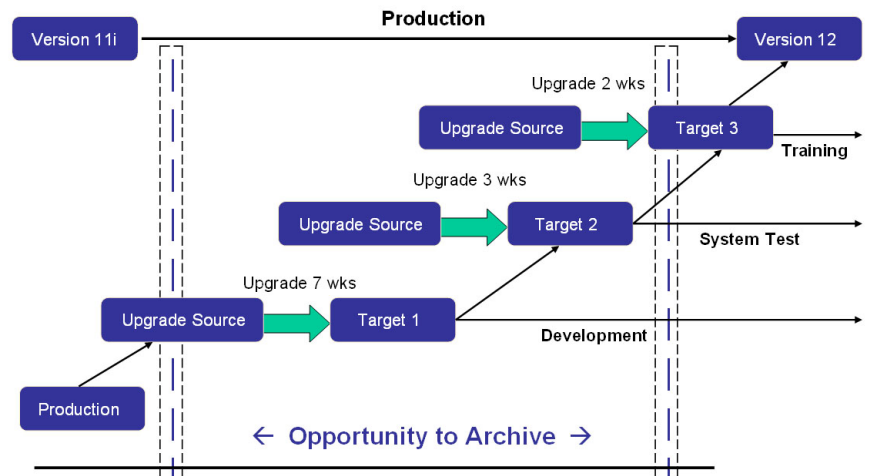 Production
Version 11i
Version 12
Upgrade 2 wks
Upgrade Source
Target 3
Training
Upgrade 3 wks
Upgrade Source
Target 2
System Test
Upgrade 7 wks
Upgrade Source
Target 1
Development
Production
← Opportunity to Archive →